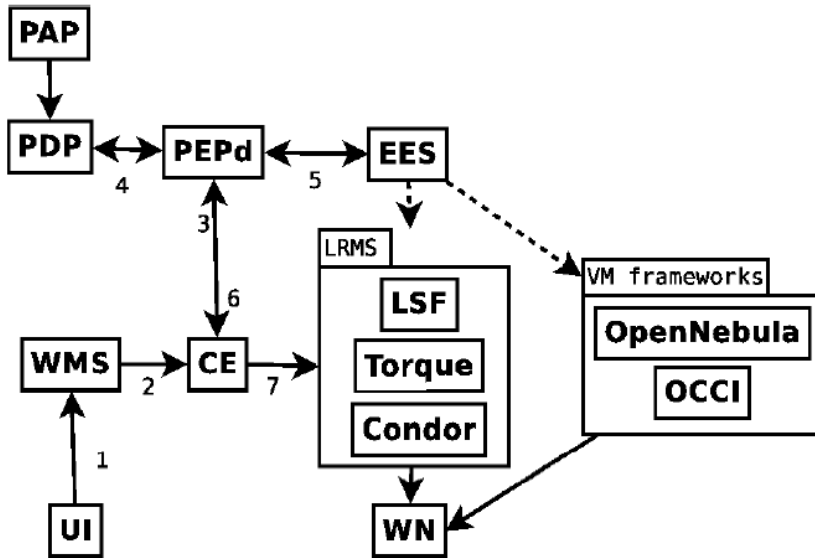 PAP
PDP
PEPd
EES
4
5
3
LRMS
VM frameworks
6
LSF
OpenNebula
WMS
CE
Torque
2
7
OCCI
Condor
1
UI
WN